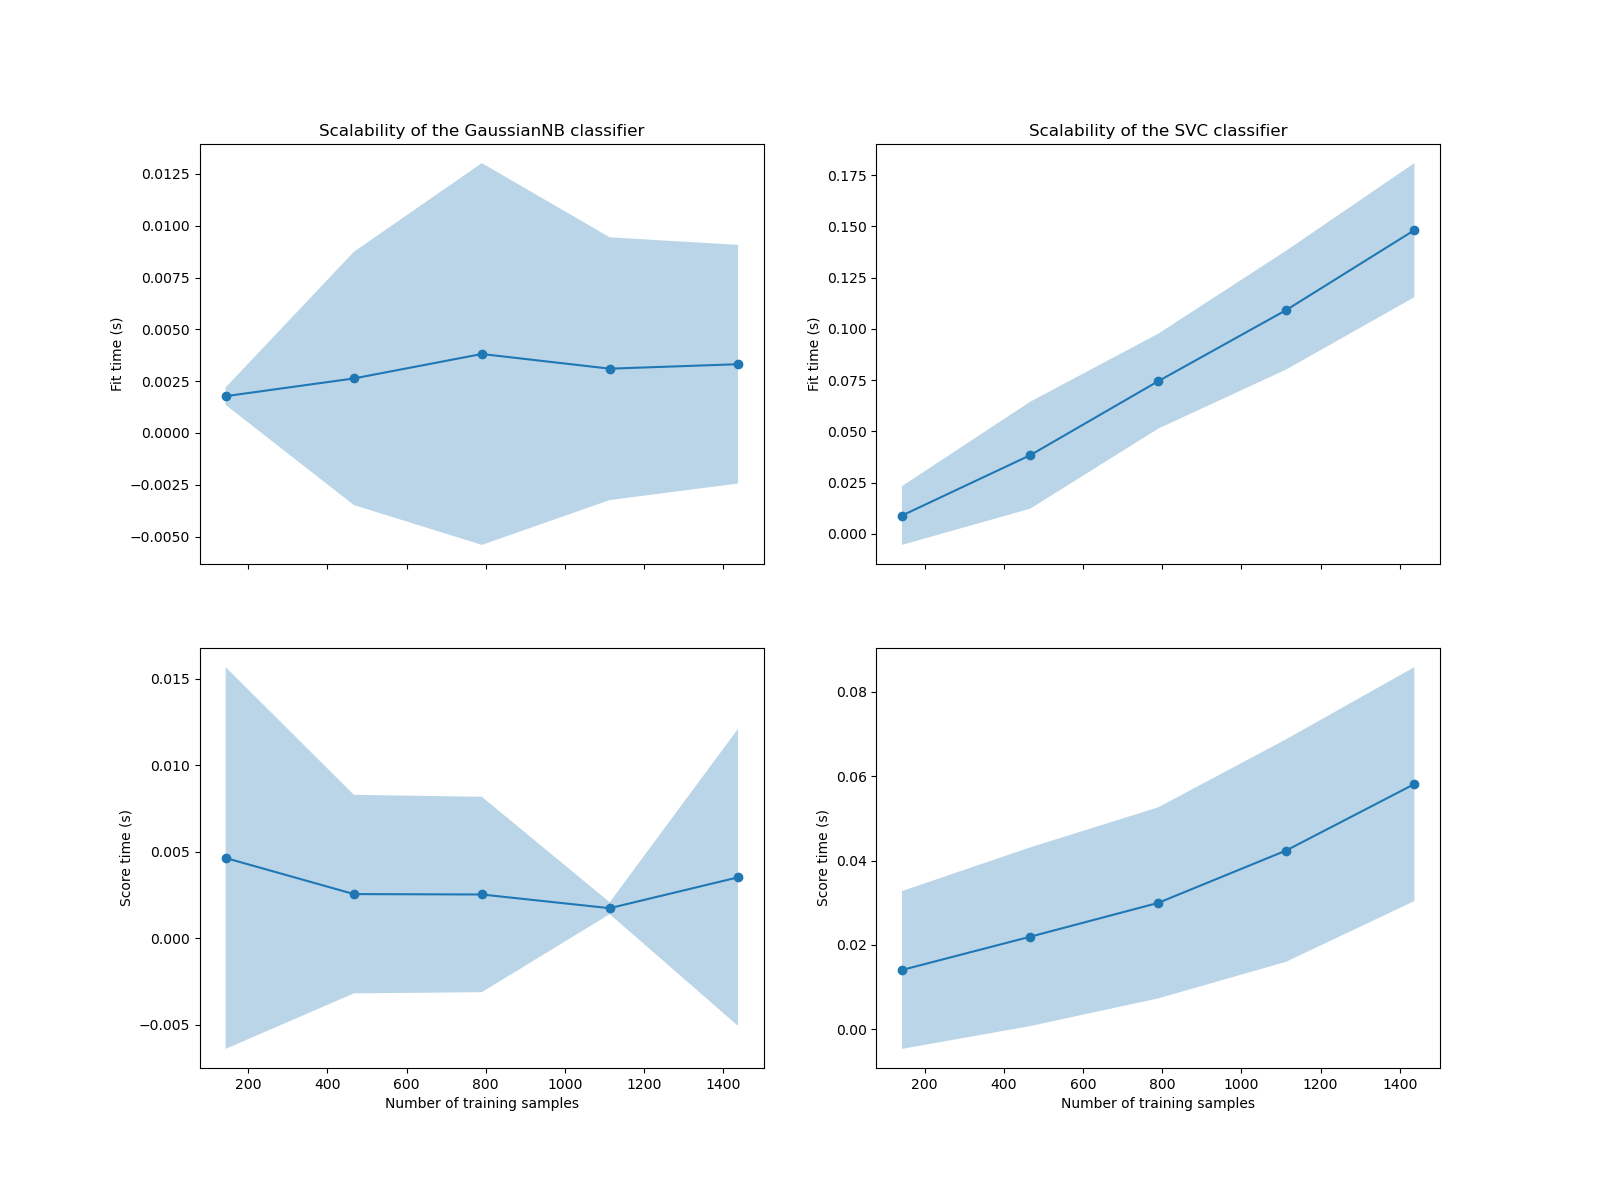 Scalability of the GaussianNB classifier
Fit time (s)
0.0125
0.0100
0.0075
0.0050
0.0025
0.0000
−0.0025
−0.0050
Scalability of the SVC classifier
Fit time (s)
0.175
0.150
0.125
0.100
0.075
0.050
0.025
0.000
Score time (s)
0.015
0.010
0.005
0.000
−0.005
200 400 600 800 1000 1200 1400
Number of training samples
Score time (s)
0.08
0.06
0.04
0.02
0.00
200 400 600 800 1000 1200 1400
Number of training samples